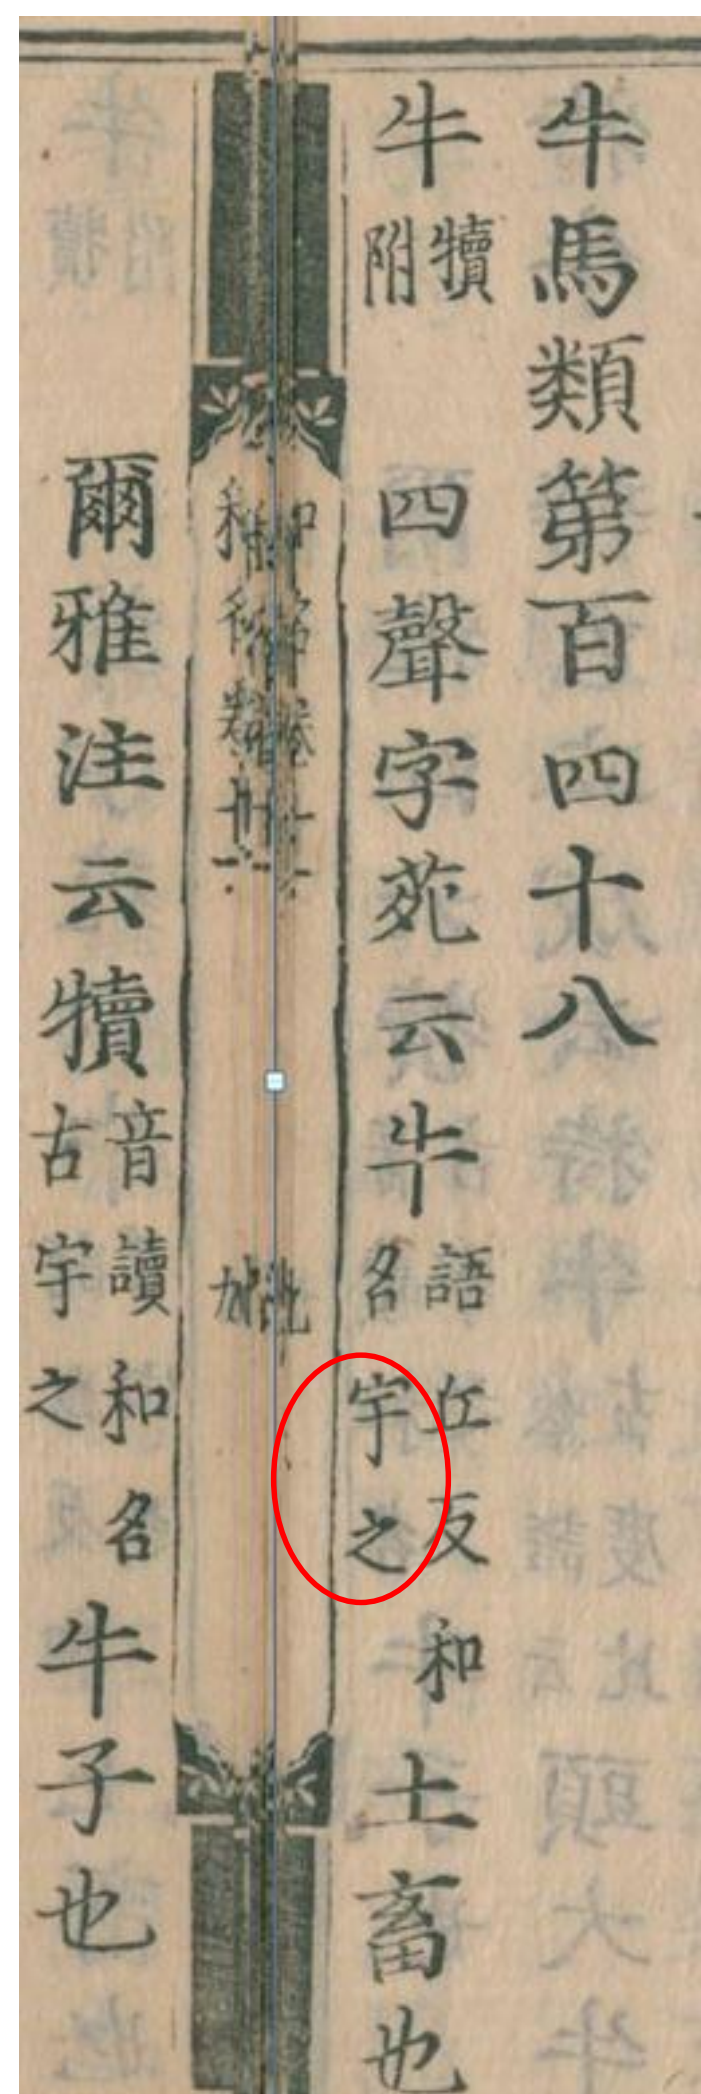 牛馬類第百四十八
牛犢附 四聲字苑云牛語丘反和名宇之土畜也
爾雅注云犢音讀和名古宇之牛子也